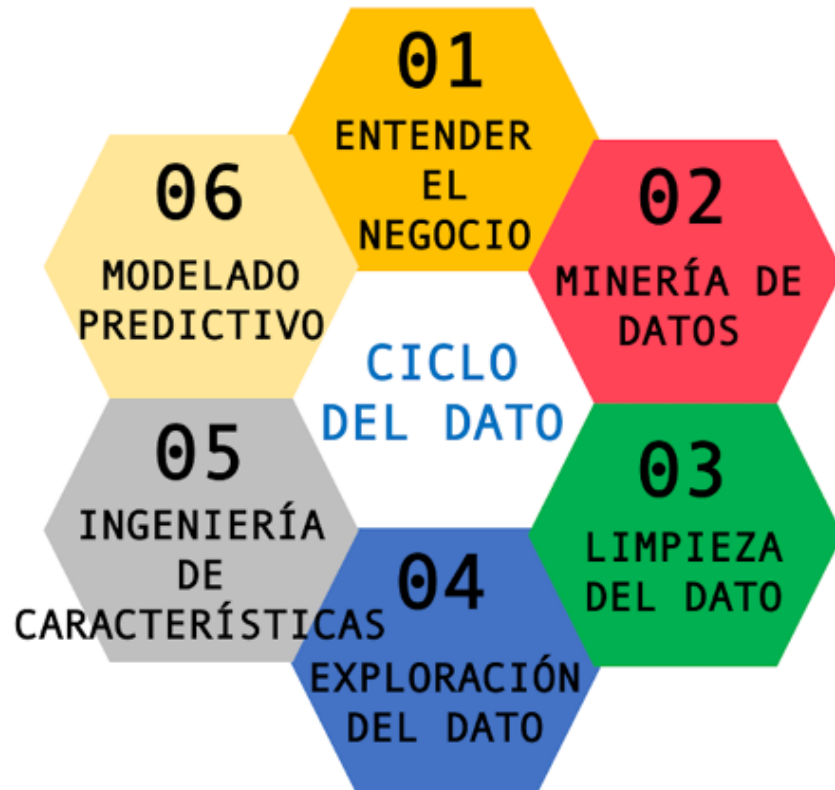 01
ENTENDER
EL
NEGOCIO
02
MINERÍA DE
DATOS
03
LIMPIEZA
DEL DATO
04
EXPLORACIÓN
DEL DATO
05
INGENIERÍA
DE
CARACTERÍSTICAS
06
MODELADO
PREDICTIVO
CICLO
DEL DATO